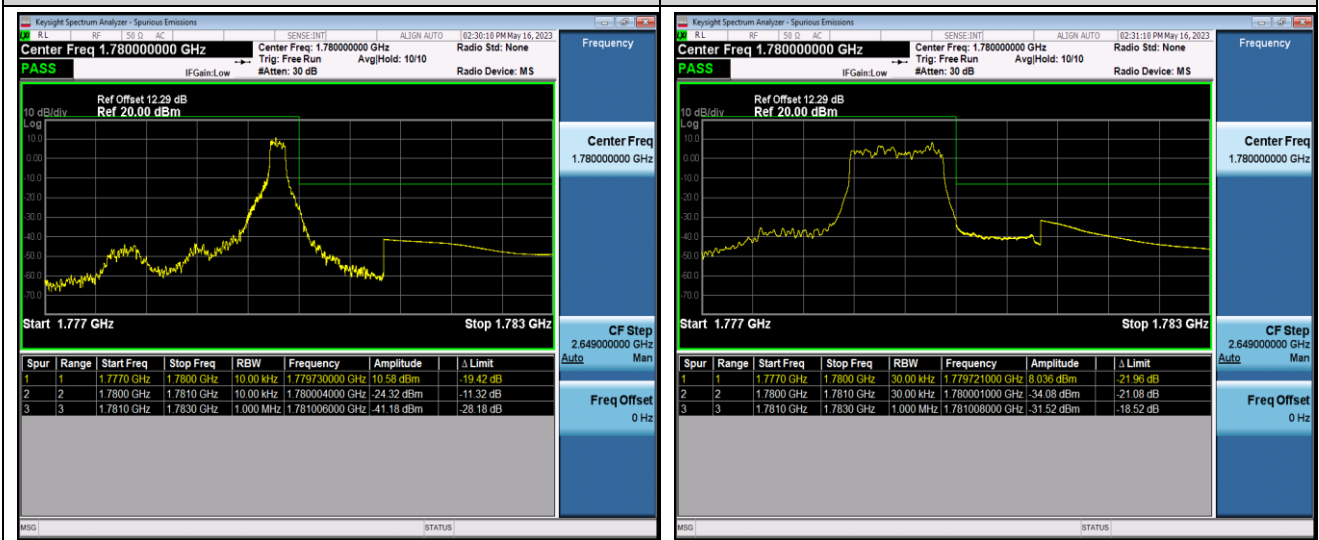 Keysight Spectrum Analyzer - Spurious Emissions
RL RF 50 Ω AC SENSE:INT ALIGN AUTO 02:30:10 PM May 16, 2023
Center Freq 1.780000000 GHz
Center Freq: 1.780000000 GHz
Radio Std: None
Trig: Free Run Avg|Hold: 10/10
PASS
IFGain:Low
#Atten: 30 dB
Radio Device: MS
Ref Offset 12.29 dB
10 dB/div Ref 20.00 dBm
Log
10.0
0.00
-10.0
-20.0
-30.0
-40.0
-50.0
-60.0
-70.0
Start 1.777 GHz Stop 1.783 GHz
Spur Range Start Freq Stop Freq RBW Frequency Amplitude Δ Limit
1 1 1.7770 GHz 1.7800 GHz 10.00 kHz 1.779730000 GHz 10.58 dBm -19.42 dB
2 2 1.7800 GHz 1.7810 GHz 10.00 kHz 1.780004000 GHz -24.32 dBm -11.32 dB
3 3 1.7810 GHz 1.7830 GHz 1.000 MHz 1.781006000 GHz -41.18 dBm -28.18 dB
MSG STATUS
Frequency
Center Freq
1.780000000 GHz
CF Step
2.649000000 GHz
Auto Man
Freq Offset
0 Hz
Keysight Spectrum Analyzer - Spurious Emissions
RL RF 50 Ω AC SENSE:INT ALIGN AUTO 02:31:10 PM May 16, 2023
Center Freq 1.780000000 GHz
Center Freq: 1.780000000 GHz
Radio Std: None
Trig: Free Run Avg|Hold: 10/10
PASS
IFGain:Low
#Atten: 30 dB
Radio Device: MS
Ref Offset 12.29 dB
10 dB/div Ref 20.00 dBm
Log
10.0
0.00
-10.0
-20.0
-30.0
-40.0
-50.0
-60.0
-70.0
Start 1.777 GHz Stop 1.783 GHz
Spur Range Start Freq Stop Freq RBW Frequency Amplitude Δ Limit
1 1 1.7770 GHz 1.7800 GHz 30.00 kHz 1.779721000 GHz 8.036 dBm -21.96 dB
2 2 1.7800 GHz 1.7810 GHz 30.00 kHz 1.780001000 GHz -34.08 dBm -21.08 dB
3 3 1.7810 GHz 1.7830 GHz 1.000 MHz 1.781008000 GHz -31.52 dBm -18.52 dB
MSG STATUS
Frequency
Center Freq
1.780000000 GHz
CF Step
2.649000000 GHz
Auto Man
Freq Offset
0 Hz